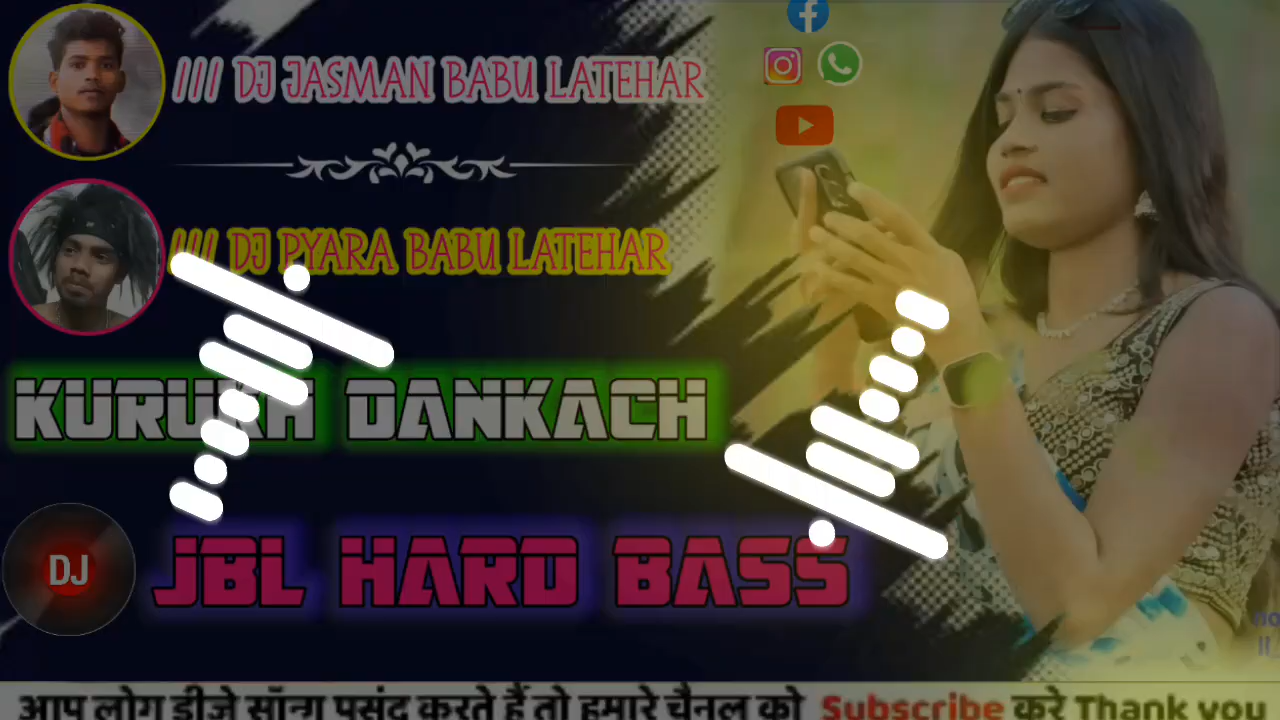 /// DJ JASMAN BABU LATEHAR
/// DJ PYARA BABU LATEHAR
KURUKH DANKACH
DJ
JBL HARD BASS
आप लोग डीजे सॉन्ग पसंद करते हैं तो हमारे चैनल को Subscribe करे Thank you